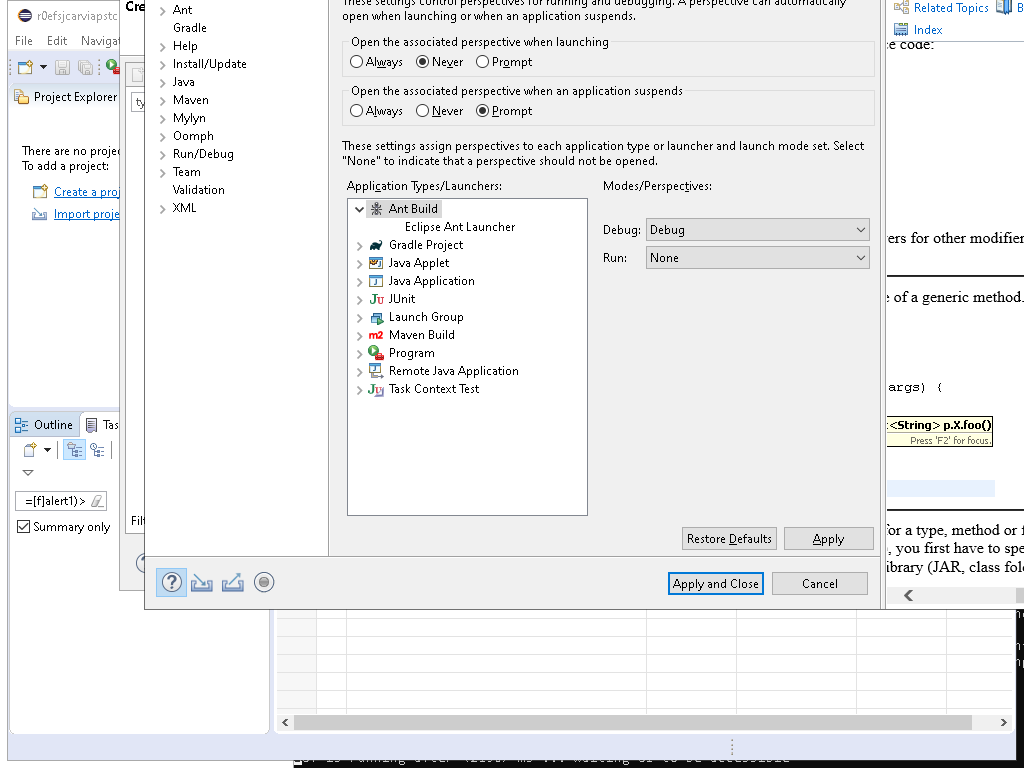 r0efsjcarviapstc
File Edit Navigat
Project Explorer
There are no projec
To add a project:
Create a proj
Import proje
Outline
Tas
=[f]alert1)>
Summary only
Cre
ty
Filt
Ant
Gradle
Help
Install/Update
Java
Maven
Mylyn
Oomph
Run/Debug
Team
Validation
XML
These settings control perspectives for running and debugging. A perspective can automatically
open when launching or when an application suspends.
Open the associated perspective when launching
Always Never Prompt
Open the associated perspective when an application suspends
Always Never Prompt
These settings assign perspectives to each application type or launcher and launch mode set. Select
"None" to indicate that a perspective should not be opened.
Application Types/Launchers:
Modes/Perspectives:
Ant Build
Eclipse Ant Launcher
Gradle Project
Java Applet
Java Application
JUnit
Launch Group
Maven Build
Program
Remote Java Application
Task Context Test
Debug: Debug
Run: None
Restore Defaults
Apply
Apply and Close
Cancel
Related Topics
B
Index
e code:
ers for other modifier
e of a generic method.
args) {
<String> p.X.foo()
Press 'F2' for focus.
for a type, method or f
, you first have to spe
library (JAR, class fold